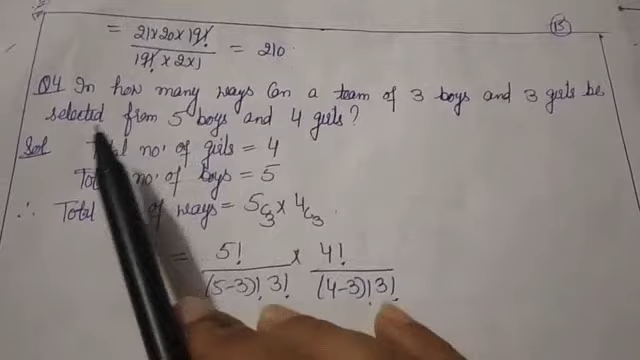 = 21×20×19! / 19! × 2×1 = 210.
15
Q4 In how many ways Can a team of 3 boys and 3 girls be
selected from 5 boys and 4 girls?
Sol Total no. of girls = 4
Total no. of boys = 5
∴ Total of ways = 5C3 × 4C3
= 5! / (5-3)! 3! × 4! / (4-3)! 3!